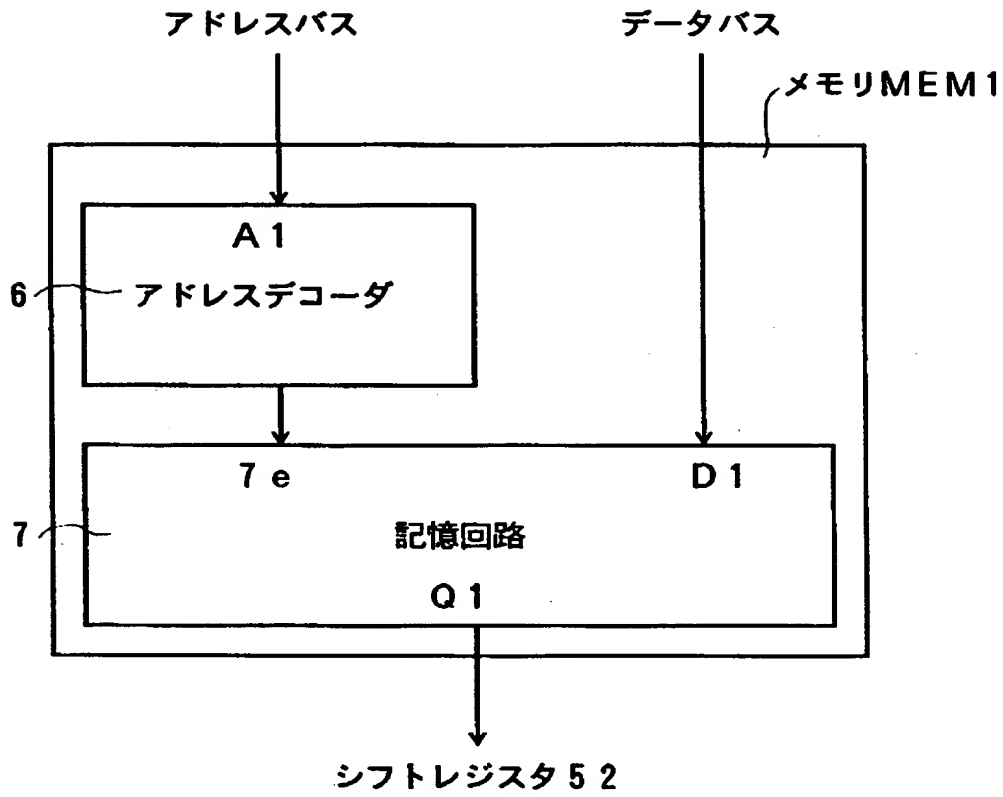 アドレスバス
データバス
メモリMEM1
A1
6
アドレスデコーダ
7e
D1
7
記憶回路
Q1
シフトレジスタ52